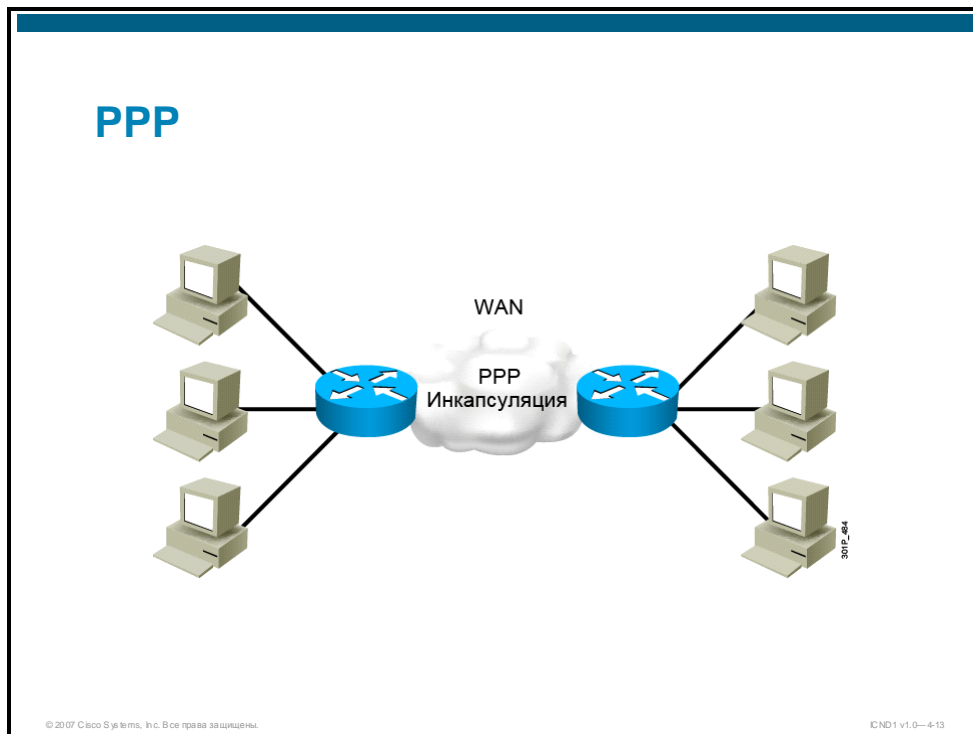 PPP
WAN
PPP
Инкапсуляция
301P_484
© 2007 Cisco Systems, Inc. Все права защищены.
ICND1 v1.0—4-13